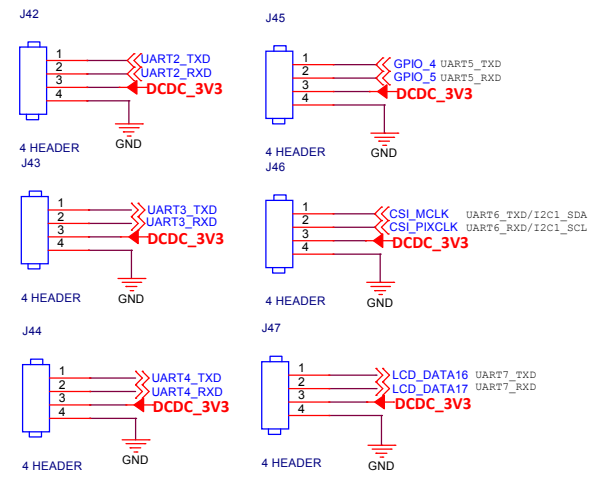 J42
1 UART2_TXD
2 UART2_RXD
3 DCDC_3V3
4
GND
4 HEADER
J43
1 UART3_TXD
2 UART3_RXD
3 DCDC_3V3
4
GND
4 HEADER
J44
1 UART4_TXD
2 UART4_RXD
3 DCDC_3V3
4
GND
4 HEADER
J45
1 GPIO_4 UART5_TXD
2 GPIO_5 UART5_RXD
3 DCDC_3V3
4
GND
4 HEADER
J46
1 CSI_MCLK UART6_TXD/I2C1_SDA
2 CSI_PIXCLK UART6_RXD/I2C1_SCL
3 DCDC_3V3
4
GND
4 HEADER
J47
1 LCD_DATA16 UART7_TXD
2 LCD_DATA17 UART7_RXD
3 DCDC_3V3
4
GND
4 HEADER